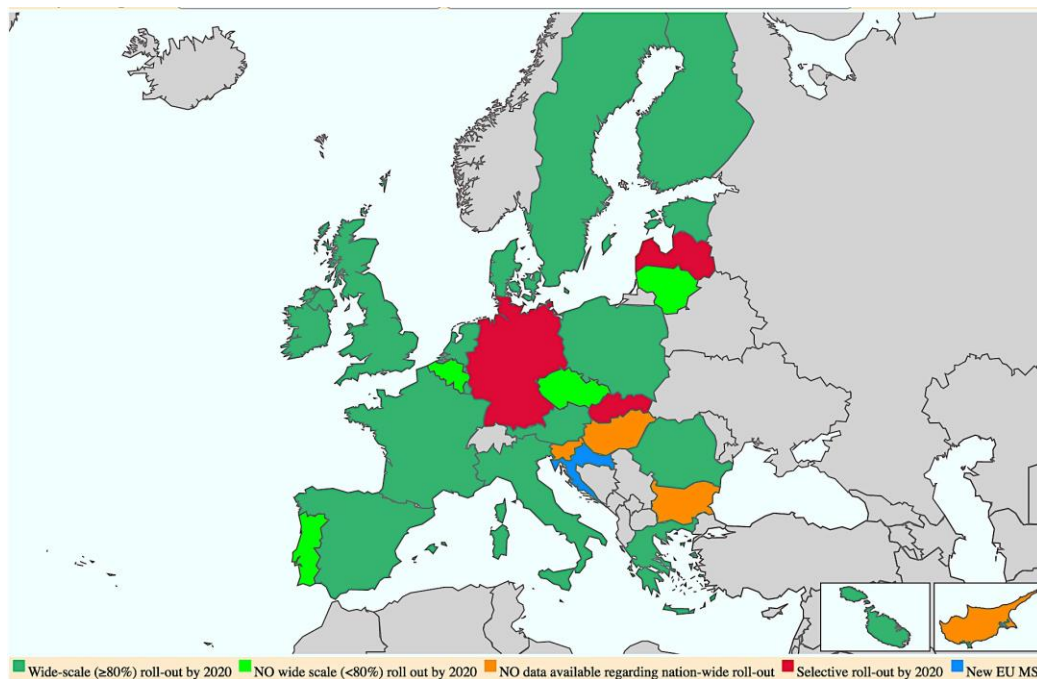 Wide-scale (≥80%) roll-out by 2020 NO wide scale (<80%) roll out by 2020 NO data available regarding nation-wide roll-out Selective roll-out by 2020 New EU MS